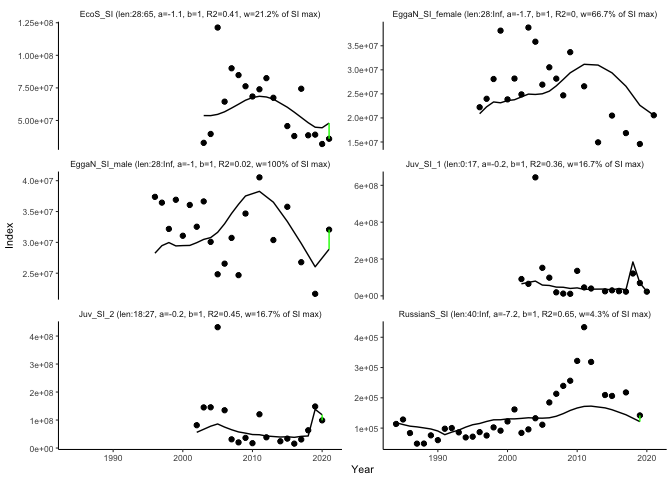 EcoS_SI (len:28:65, a=-1.1, b=1, R2=0.41, w=21.2% of SI max)
1.25e+08
1.00e+08
7.50e+07
5.00e+07
EggaN_SI_female (len:28:Inf, a=-1.7, b=1, R2=0, w=66.7% of SI max)
3.5e+07
3.0e+07
2.5e+07
2.0e+07
1.5e+07
EggaN_SI_male (len:28:Inf, a=-1, b=1, R2=0.02, w=100% of SI max)
4.0e+07
3.5e+07
3.0e+07
2.5e+07
Juv_SI_1 (len:0:17, a=-0.2, b=1, R2=0.36, w=16.7% of SI max)
6e+08
4e+08
2e+08
0e+00
Juv_SI_2 (len:18:27, a=-0.2, b=1, R2=0.45, w=16.7% of SI max)
4e+08
3e+08
2e+08
1e+08
0e+00
RussianS_SI (len:40:Inf, a=-7.2, b=1, R2=0.65, w=4.3% of SI max)
4e+05
3e+05
2e+05
1e+05
Index
1990 2000 2010 2020
1990 2000 2010 2020
Year